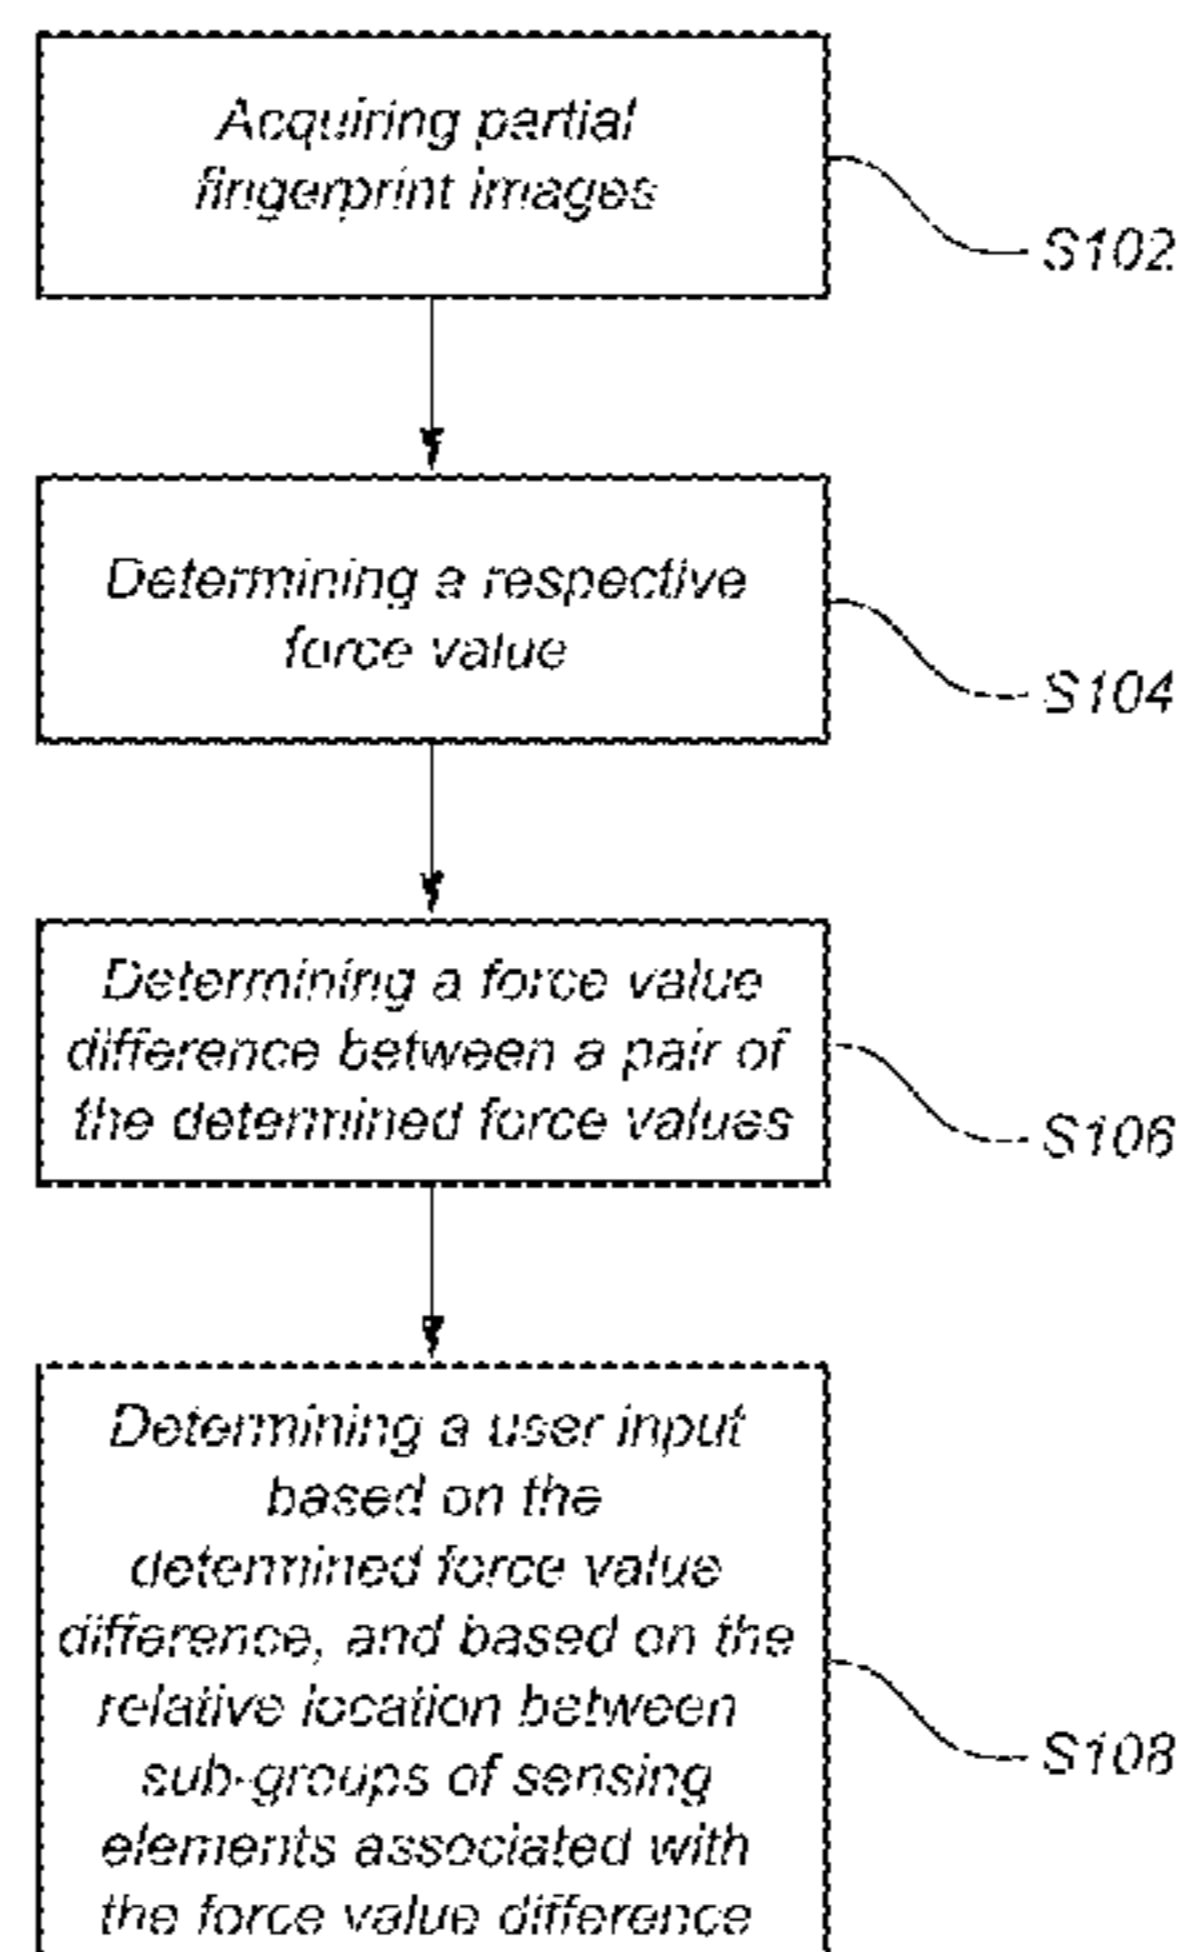 Acquiring partial
fingerprint images
S102
Determining a respective
force value
S104
Determining a force value
difference between a pair of
the determined force values
S106
Determining a user input
based on the
determined force value
difference, and based on the
relative location between
sub-groups of sensing
elements associated with
the force value difference
S108